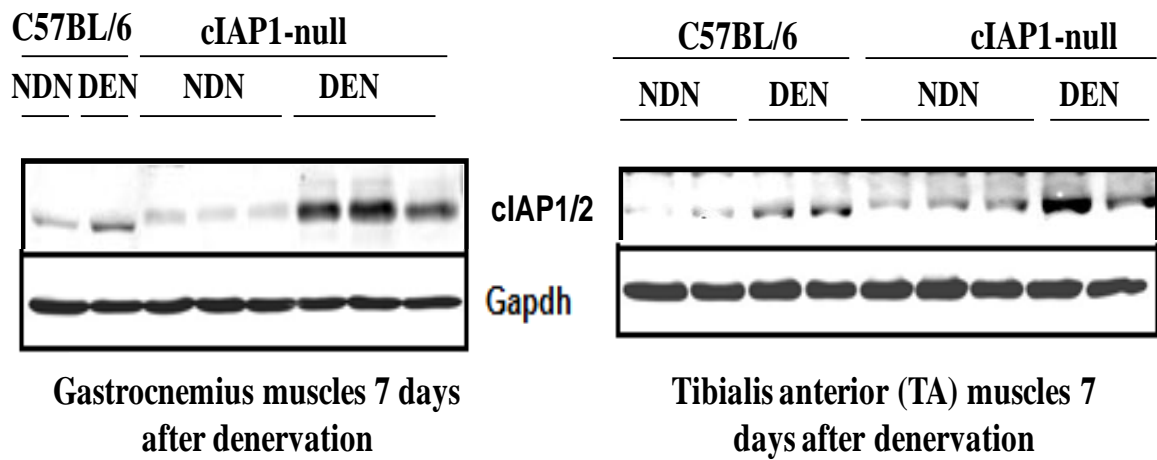 C57BL/6 cIAP1-null
NDN DEN NDN DEN
cIAP1/2
Gapdh
Gastrocnemius muscles 7 days
after denervation
C57BL/6 cIAP1-null
NDN DEN NDN DEN
Tibialis anterior (TA) muscles 7
days after denervation